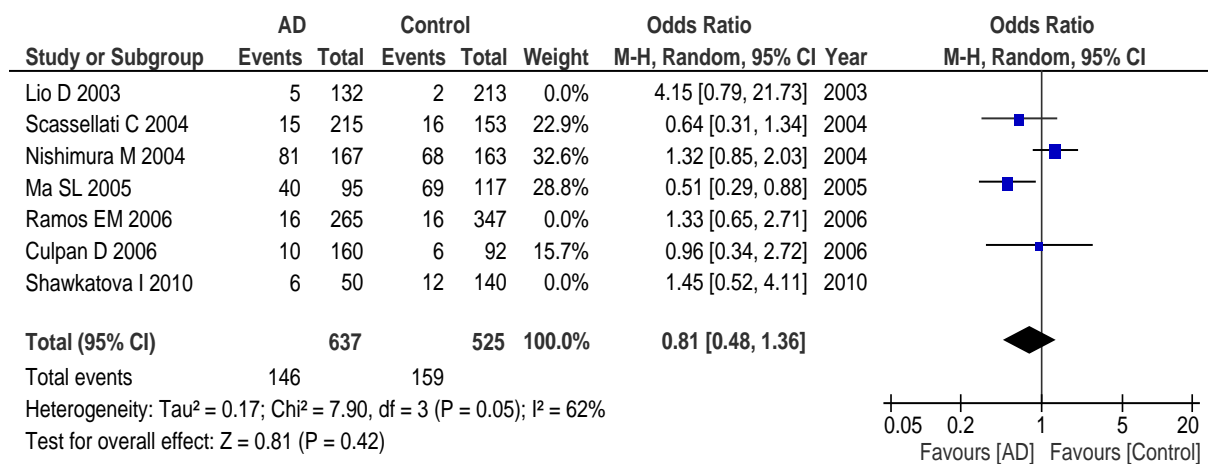 AD Control Odds Ratio Odds Ratio
Study or Subgroup Events Total Events Total Weight M-H, Random, 95% CI Year M-H, Random, 95% CI
Lio D 2003 5 132 2 213 0.0% 4.15 [0.79, 21.73] 2003
Scassellati C 2004 15 215 16 153 22.9% 0.64 [0.31, 1.34] 2004
Nishimura M 2004 81 167 68 163 32.6% 1.32 [0.85, 2.03] 2004
Ma SL 2005 40 95 69 117 28.8% 0.51 [0.29, 0.88] 2005
Ramos EM 2006 16 265 16 347 0.0% 1.33 [0.65, 2.71] 2006
Culpan D 2006 10 160 6 92 15.7% 0.96 [0.34, 2.72] 2006
Shawkatova I 2010 6 50 12 140 0.0% 1.45 [0.52, 4.11] 2010
Total (95% CI) 637 525 100.0% 0.81 [0.48, 1.36]
Total events 146 159
Heterogeneity: Tau² = 0.17; Chi² = 7.90, df = 3 (P = 0.05); I² = 62%
Test for overall effect: Z = 0.81 (P = 0.42)
0.05 0.2 1 5 20
Favours [AD] Favours [Control]